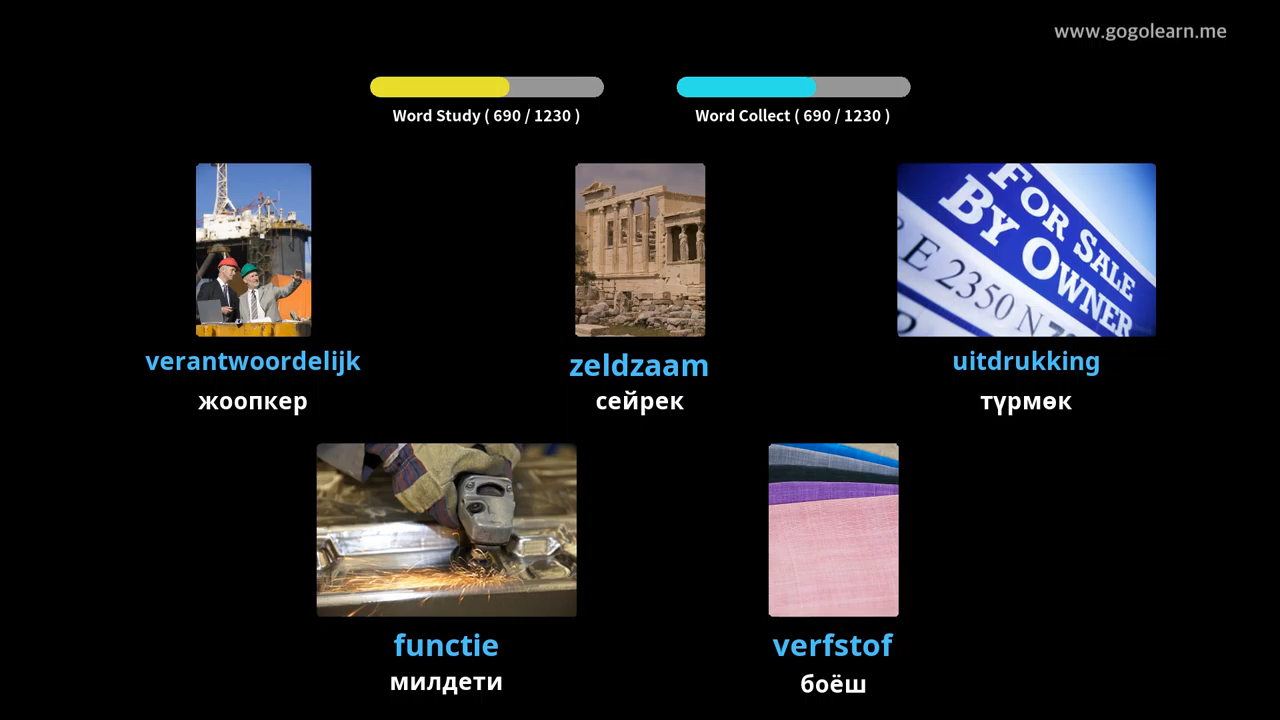 www.gogolearn.me
Word Study ( 690 / 1230 )
Word Collect ( 690 / 1230 )
FOR SALE
BY OWNER
E 2350 N
verantwoordelijk
жоопкер
zeldzaam
сейрек
uitdrukking
түрмөк
functie
милдети
verfstof
боёш